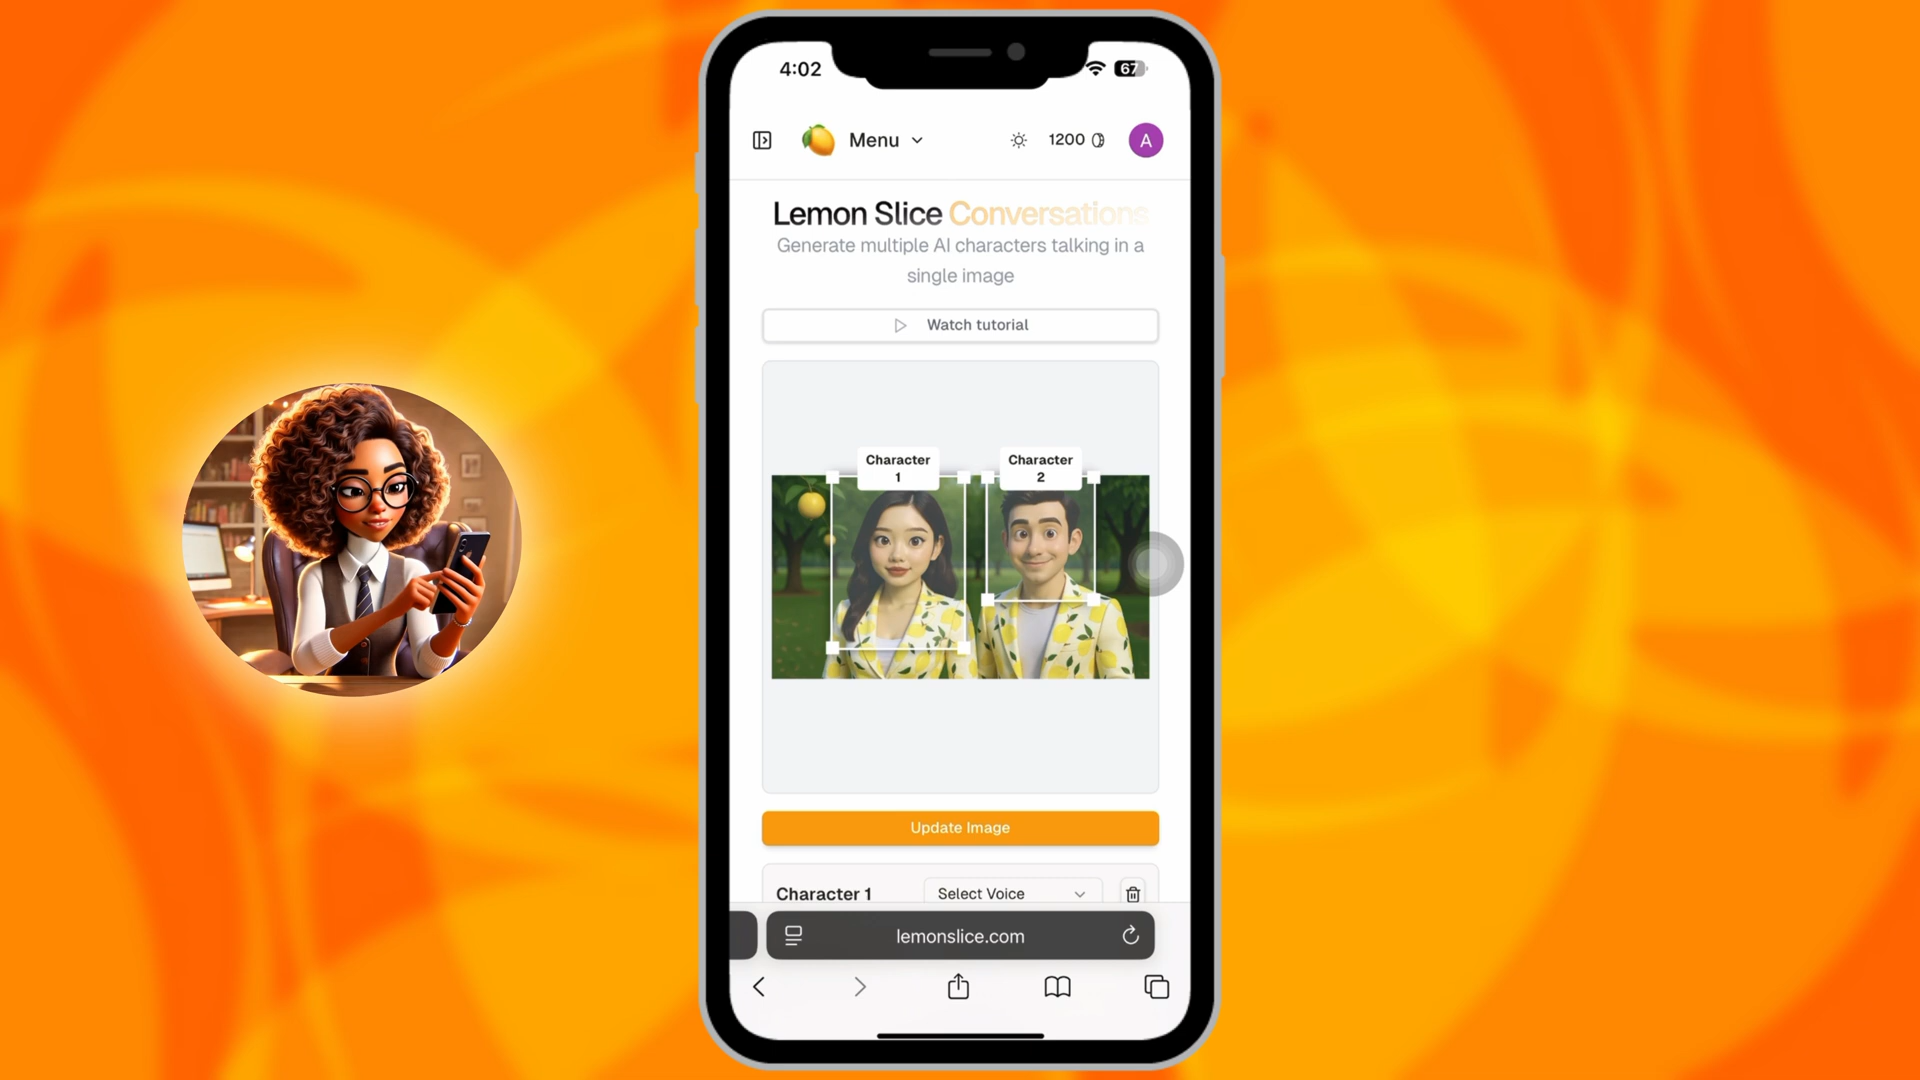 4:02
67
Menu
1200
A
Lemon Slice Conversations
Generate multiple AI characters talking in a
single image
Watch tutorial
Character
1
Character
2
Update Image
Character 1
Select Voice
lemonslice.com